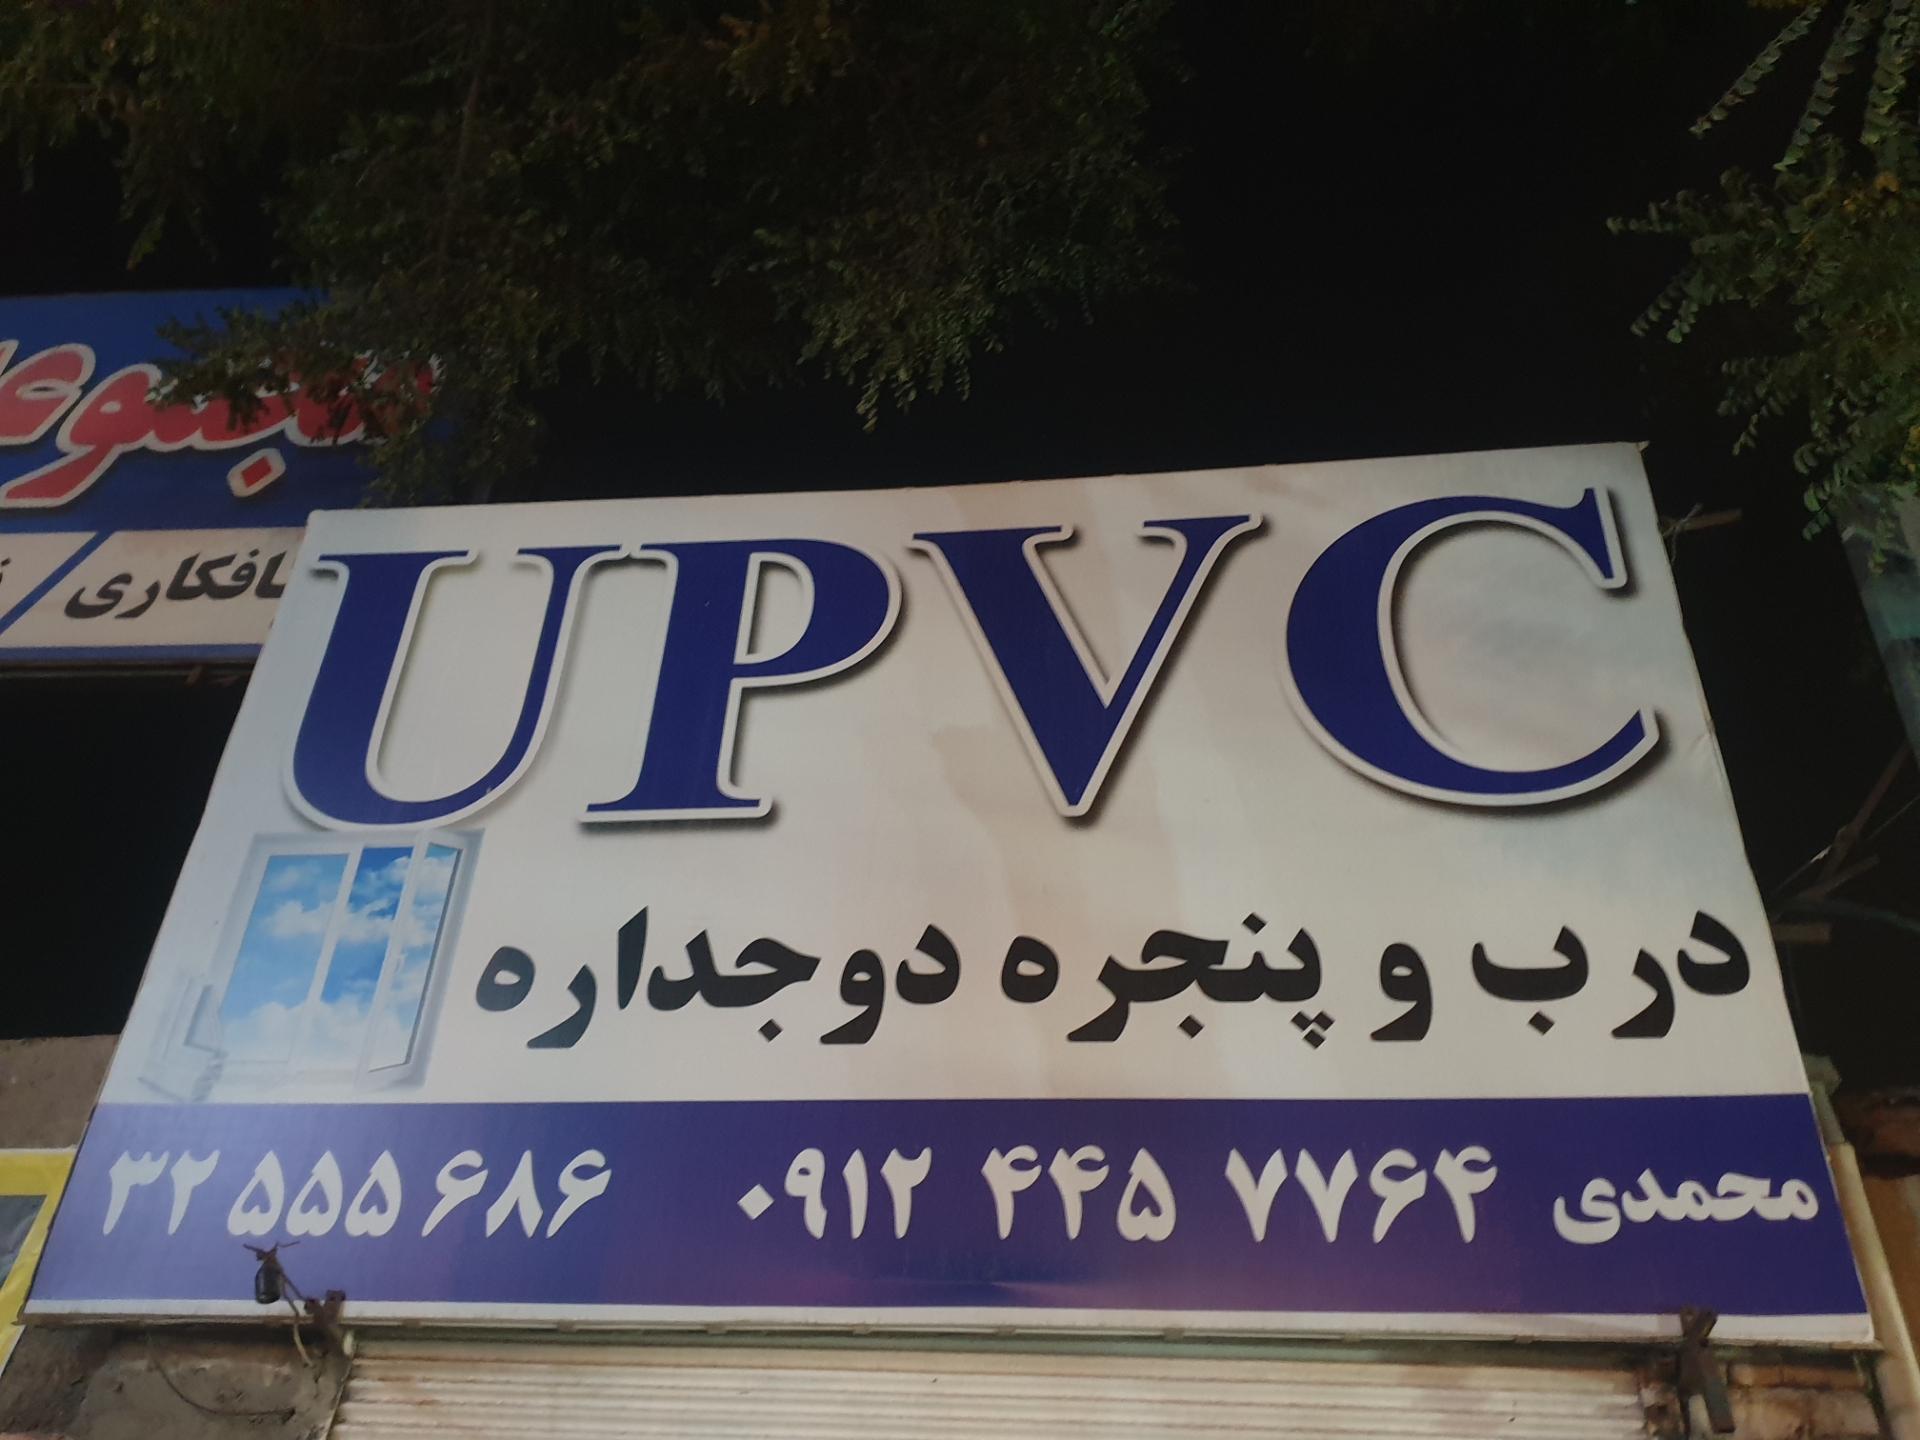 UPVC
درب و پنجره دوجداره
محمدی ۰۹۱۲ ۴۴۵ ۷۷۶۴ ۳۲ ۵۵۵ ۶۸۶